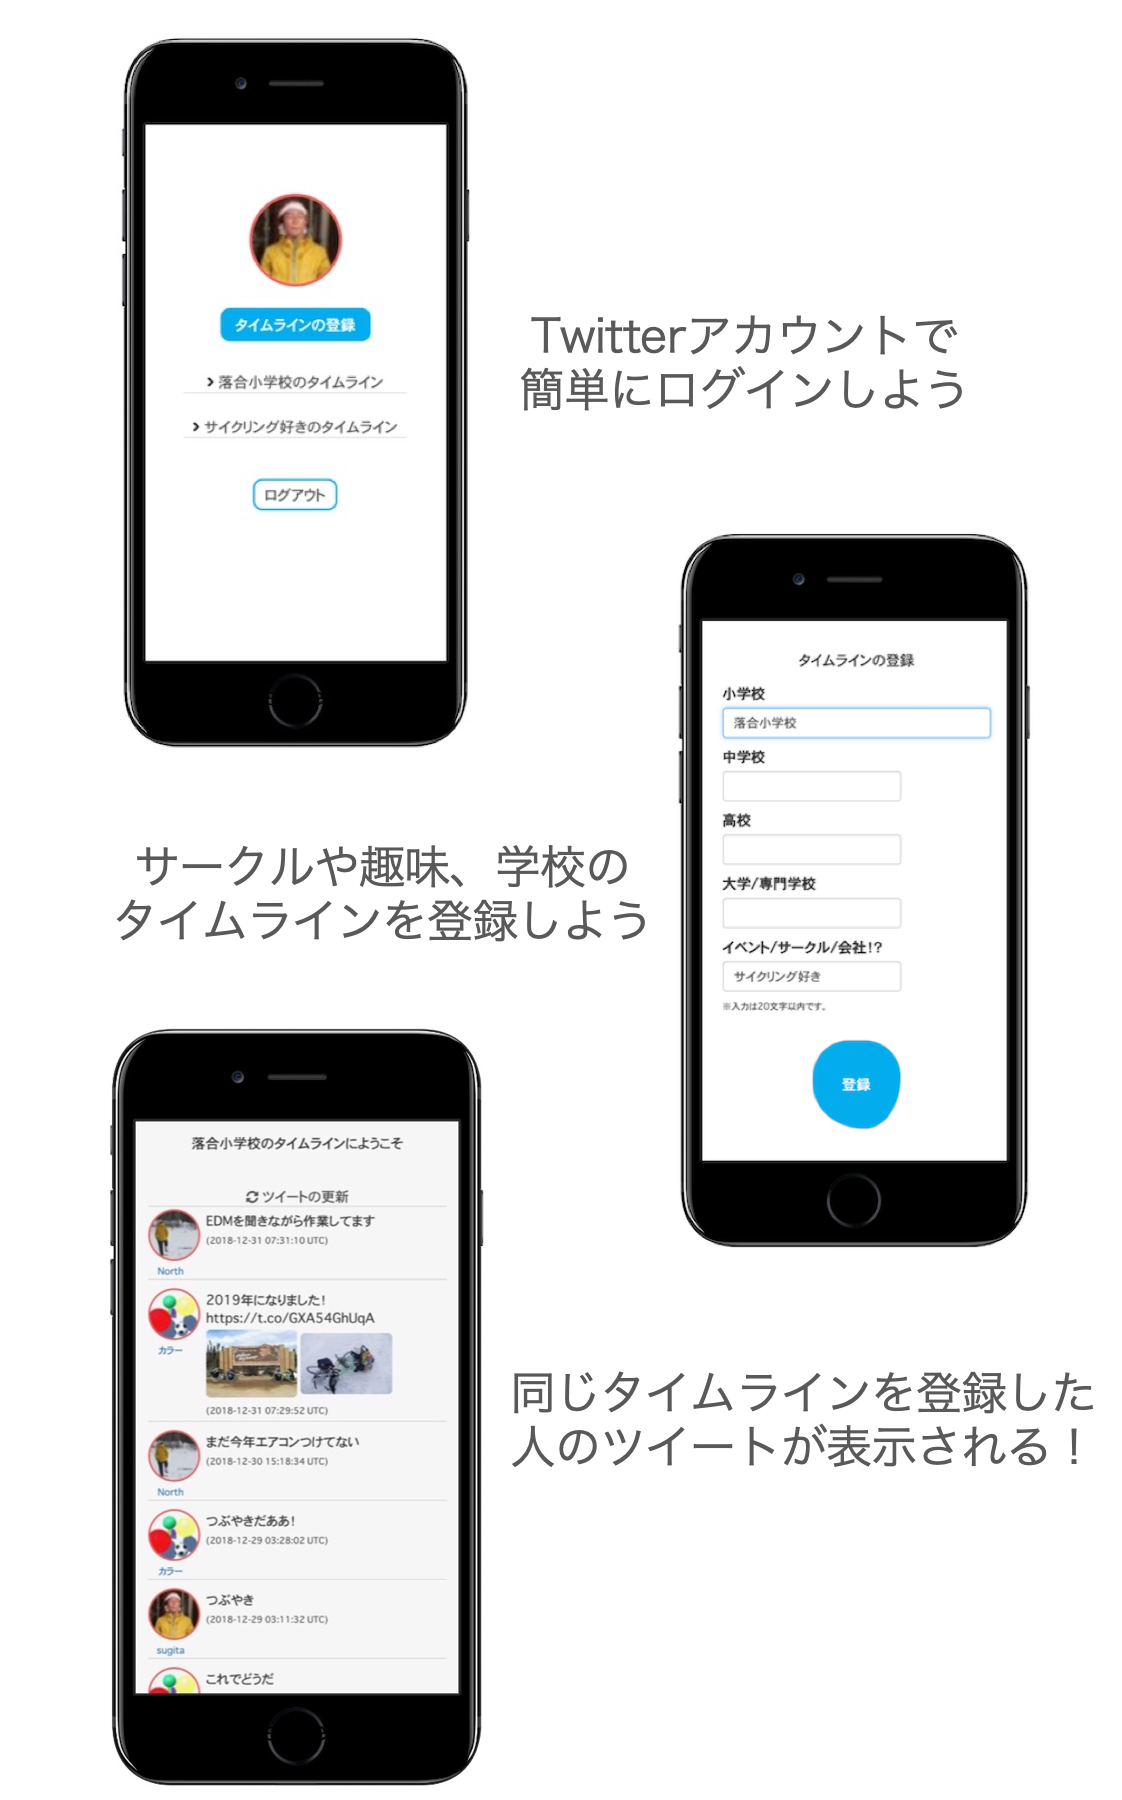 タイムラインの登録
落合小学校のタイムライン
サイクリング好きのタイムライン
ログアウト
Twitterアカウントで
簡単にログインしよう
タイムラインの登録
小学校
落合小学校
中学校
高校
大学/専門学校
イベント/サークル/会社!?
サイクリング好き
※入力は20文字以内です。
登録
サークルや趣味、学校の
タイムラインを登録しよう
落合小学校のタイムラインにようこそ
ツイートの更新
EDMを聞きながら作業してます
(2018-12-31 07:31:10 UTC)
North
2019年になりました!
https://t.co/GXA54GhUqA
カラー
(2018-12-31 07:29:52 UTC)
まだ今年エアコンつけてない
(2018-12-30 15:18:34 UTC)
North
つぶやきだああ!
(2018-12-29 03:28:02 UTC)
カラー
つぶやき
(2018-12-29 03:11:32 UTC)
sugita
これでどうだ
同じタイムラインを登録した
人のツイートが表示される！